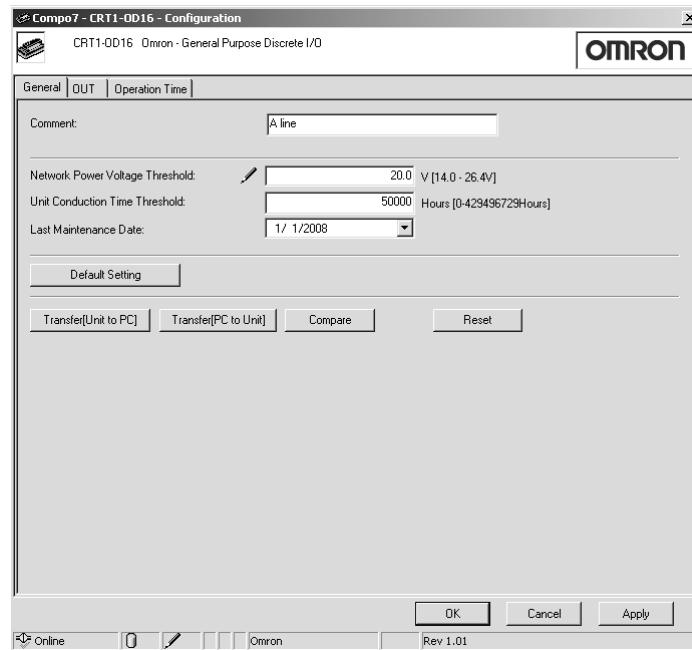 Compo7 - CRT1-OD16 - Configuration
CRT1-OD16 Omron - General Purpose Discrete I/O
OMRON
General OUT Operation Time
Comment: A line
Network Power Voltage Threshold: 20.0 V [14.0 - 26.4V]
Unit Conduction Time Threshold: 50000 Hours [0-429496729Hours]
Last Maintenance Date: 1/ 1/2008
Default Setting
Transfer[Unit to PC] Transfer[PC to Unit] Compare Reset
OK Cancel Apply
Online Omron Rev 1.01